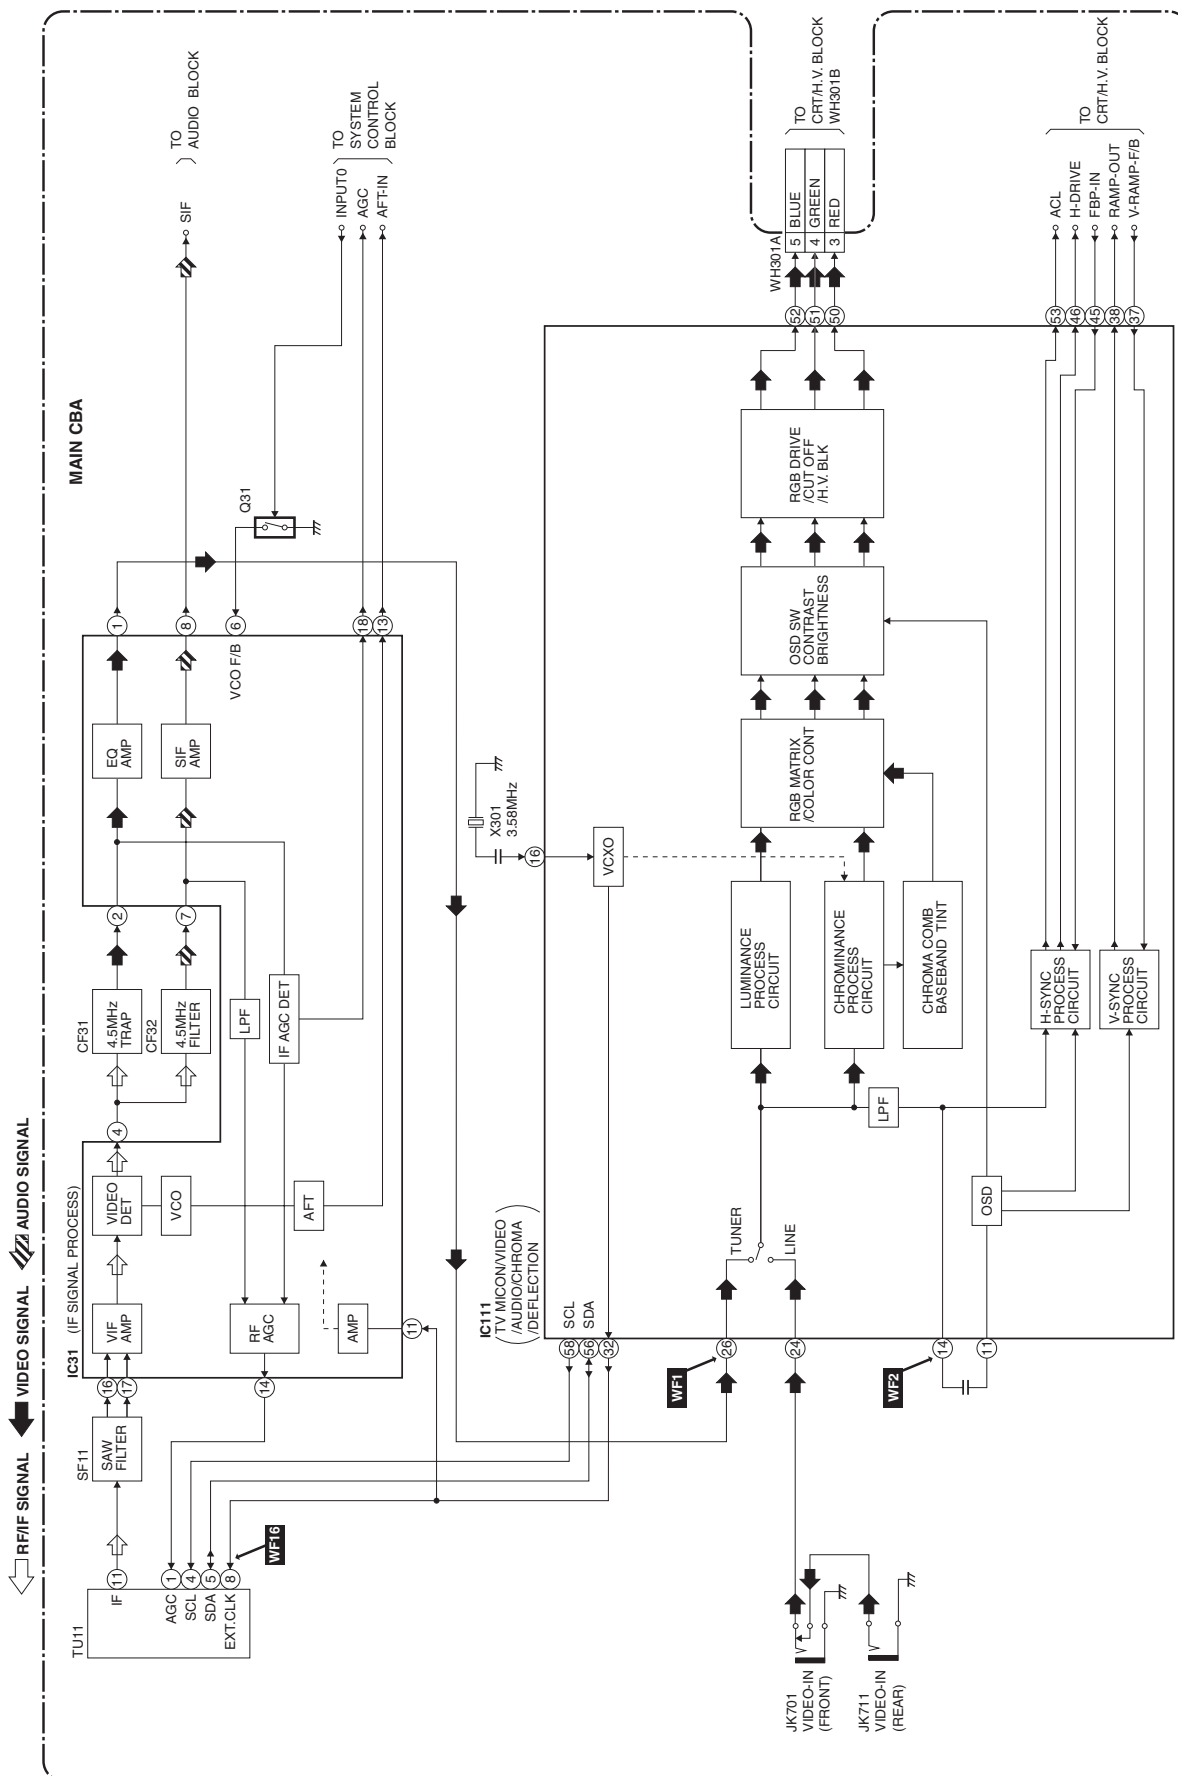 RF/IF SIGNAL
VIDEO SIGNAL
AUDIO SIGNAL
MAIN CBA
TU11
IF
11
AGC
1
SCL
4
SDA
5
EXT.CLK
8
WF16
SF11
SAW
FILTER
IC31
(IF SIGNAL PROCESS)
16
17
VIF
AMP
VIDEO
DET
VCO
AFT
RF
AGC
14
AMP
11
4
CF31
4.5MHz
TRAP
CF32
4.5MHz
FILTER
LPF
IF AGC DET
2
7
EQ
AMP
SIF
AMP
1
8
6
VCO F/B
18
13
Q31
SIF
TO
AUDIO BLOCK
INPUT0
AGC
AFT-IN
TO
SYSTEM
CONTROL
BLOCK
X301
3.58MHz
16
VCXO
IC111
TV MICON/VIDEO
/AUDIO/CHROMA
/DEFLECTION
58
SCL
56
SDA
32
WF1
26
TUNER
24
LINE
WF2
14
11
JK701
VIDEO-IN
(FRONT)
V
JK711
VIDEO-IN
(REAR)
V
LUMINANCE
PROCESS
CIRCUIT
CHROMINANCE
PROCESS
CIRCUIT
CHROMA COMB
BASEBAND TINT
LPF
OSD
H-SYNC
PROCESS
CIRCUIT
V-SYNC
PROCESS
CIRCUIT
RGB MATRIX
/COLOR CONT
OSD SW
CONTRAST
BRIGHTNESS
RGB DRIVE
/CUT OFF
/H.V. BLK
52
51
50
WH301A
5 BLUE
4 GREEN
3 RED
TO
CRT/H.V. BLOCK
WH301B
53
ACL
46
H-DRIVE
45
FBP-IN
38
RAMP-OUT
37
V-RAMP-F/B
TO
CRT/H.V. BLOCK